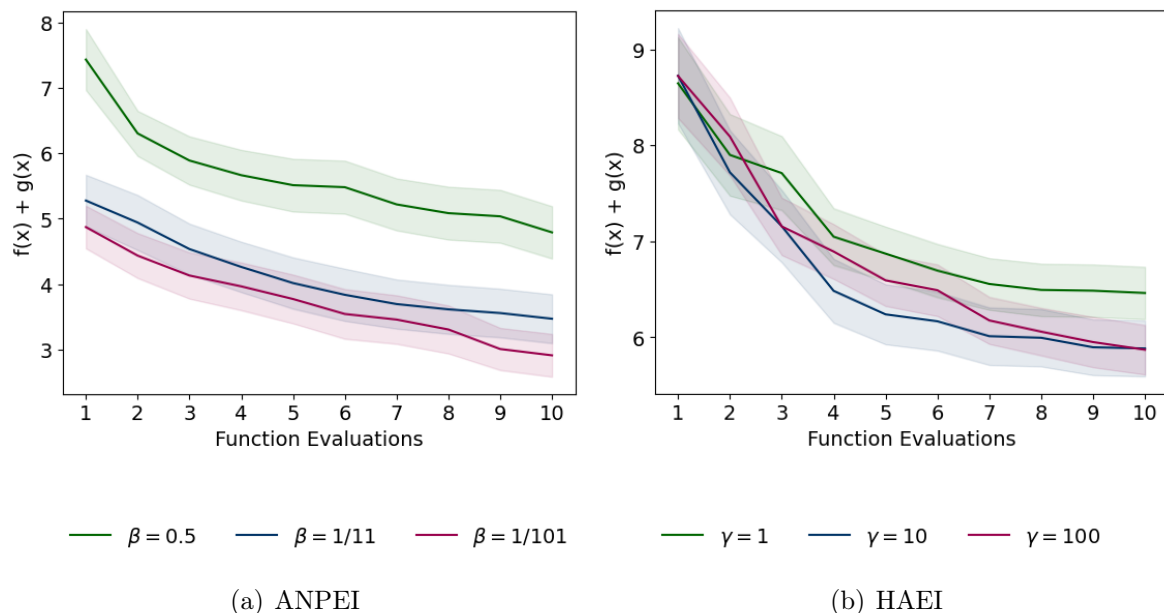 8
7
6
5
4
3
f(x) + g(x)
1 2 3 4 5 6 7 8 9 10
Function Evaluations
β = 0.5 β = 1/11 β = 1/101
(a) ANPEI
9
8
7
6
f(x) + g(x)
1 2 3 4 5 6 7 8 9 10
Function Evaluations
γ = 1 γ = 10 γ = 100
(b) HAEI